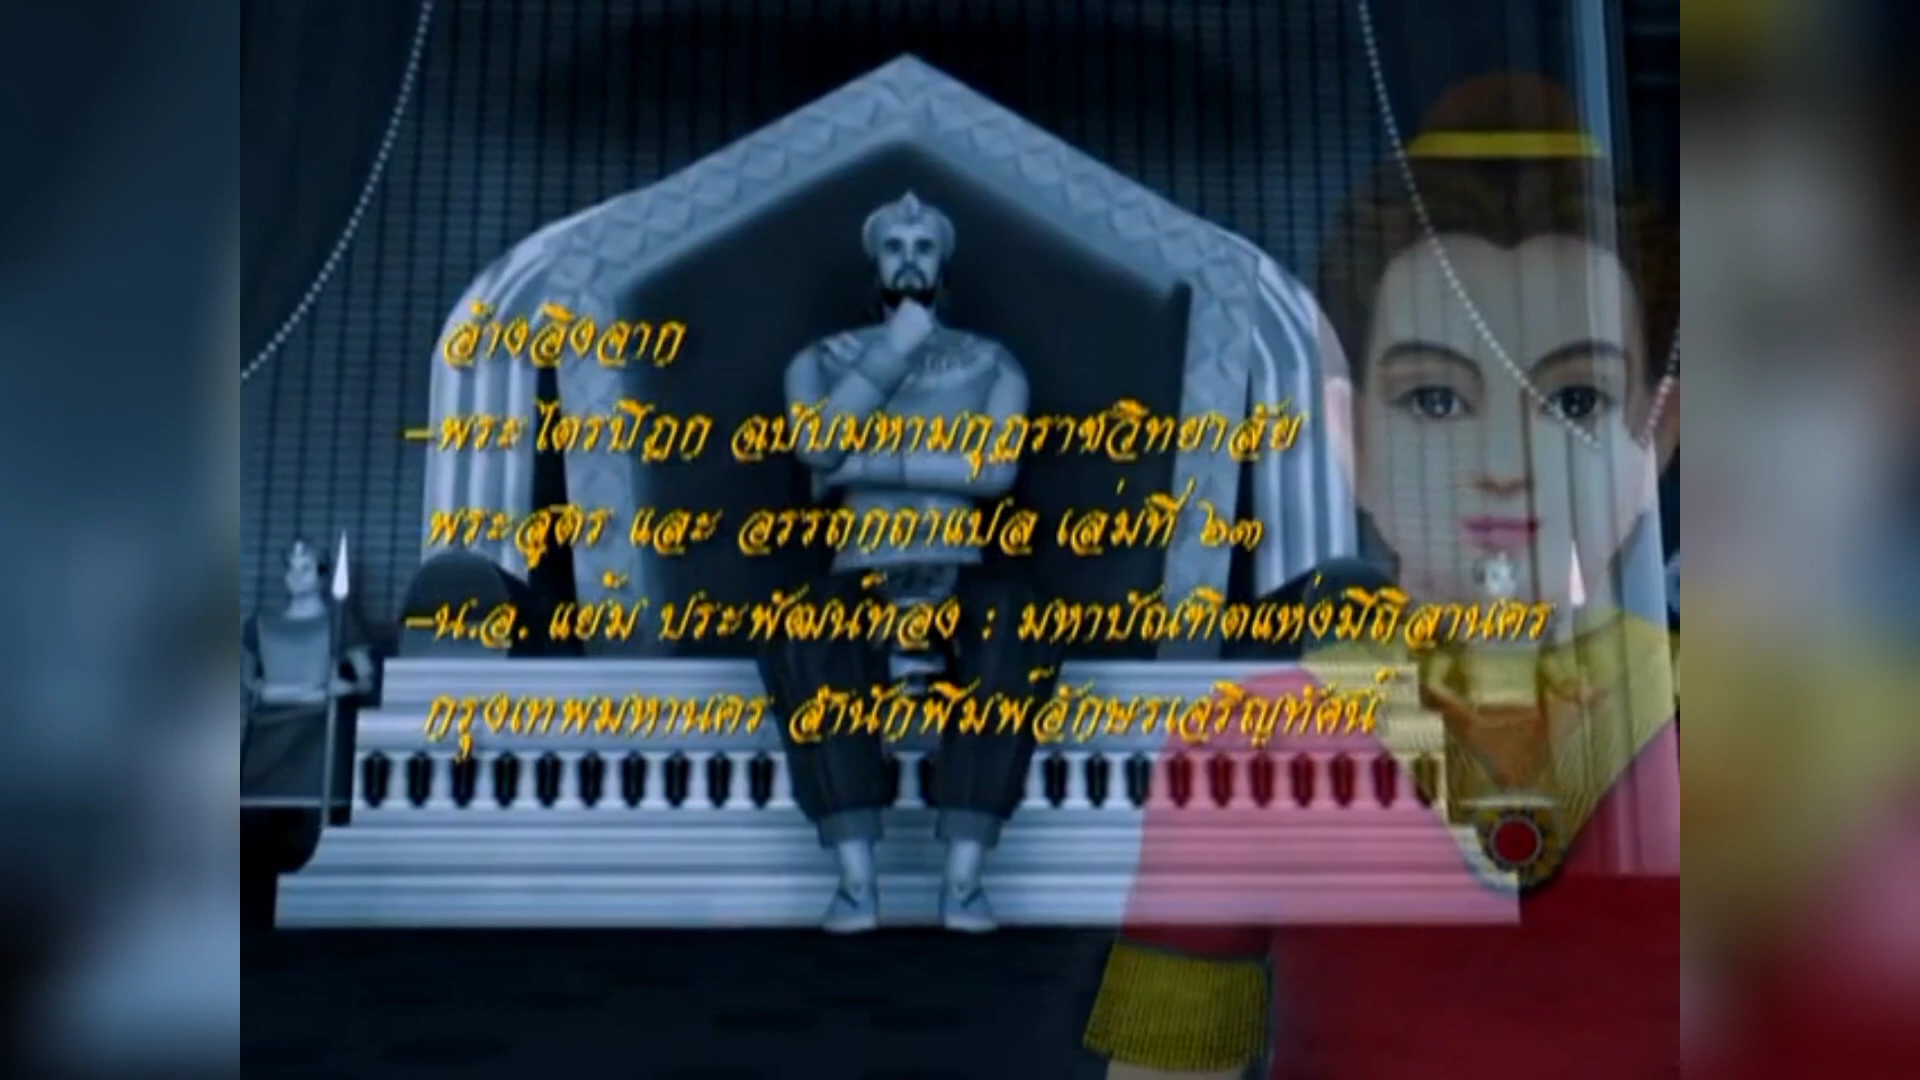 อ้างอิงจาก
-พระไตรปิฎก ฉบับมหามกุฏราชวิทยาลัย
พระสูตร และ อรรถกถาแปล เล่มที่ ๖๓
-น.อ. แย้ม ประพัฒน์ทอง : มหาบัณฑิตแห่งมิถิลานคร
กรุงเทพมหานคร สำนักพิมพ์อักษรเจริญทัศน์